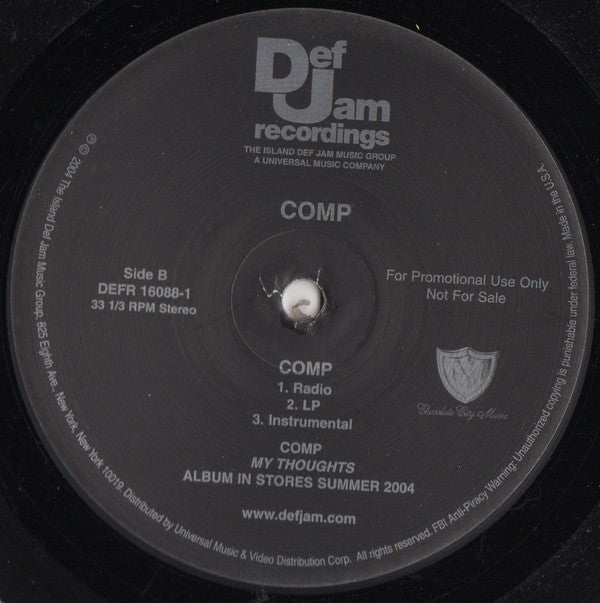 Def
Jam
recordings
THE ISLAND DEF JAM MUSIC GROUP
A UNIVERSAL MUSIC COMPANY
COMP
Side B
DEFR 16088-1
33 1/3 RPM Stereo
For Promotional Use Only
Not For Sale
COMP
1. Radio
2. LP
3. Instrumental
Chocolate City Music
COMP
MY THOUGHTS
ALBUM IN STORES SUMMER 2004
www.defjam.com
℗ © 2004 The Island Def Jam Music Group, 825 Eighth Ave., New York, New York 10019. Distributed by Universal Music & Video Distribution Corp. All rights reserved. FBI Anti-Piracy Warning: Unauthorized copying is punishable under federal law. Made in the U.S.A.